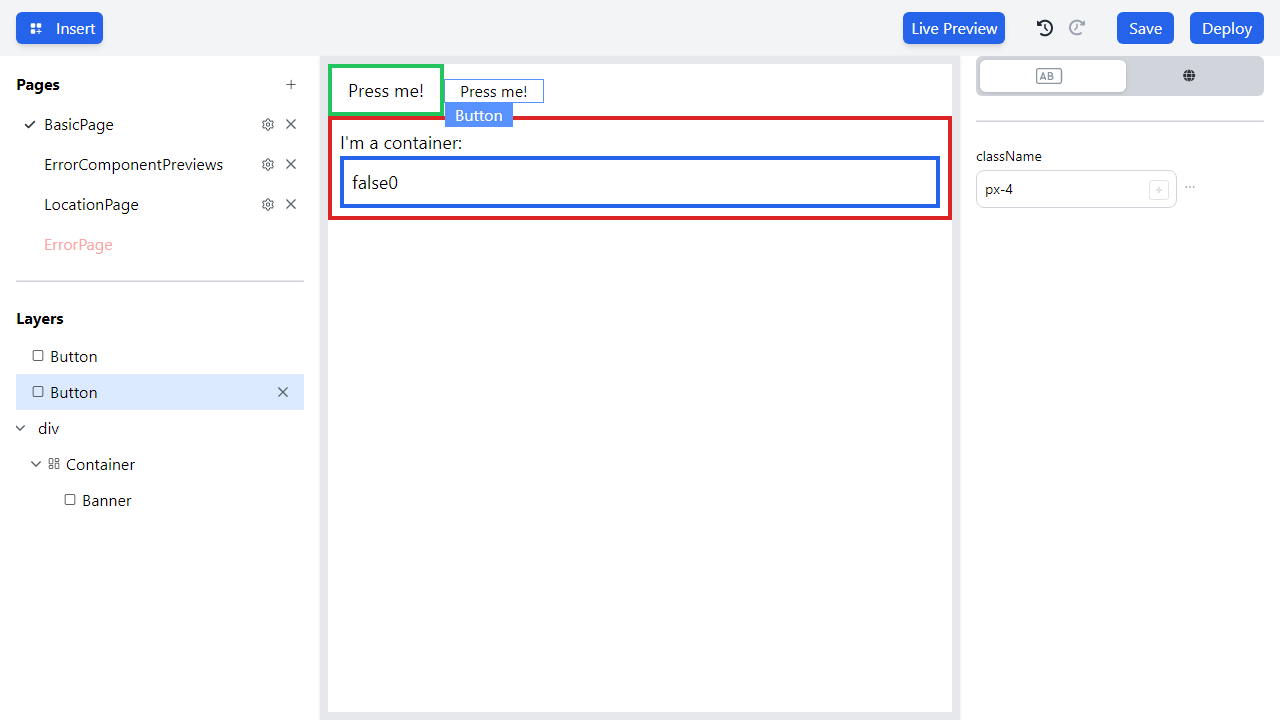 Insert
Live Preview
Save
Deploy
Pages
BasicPage
ErrorComponentPreviews
LocationPage
ErrorPage
Layers
Button
Button
div
Container
Banner
Press me!
Press me!
Button
I'm a container:
false0
AB
className
px-4